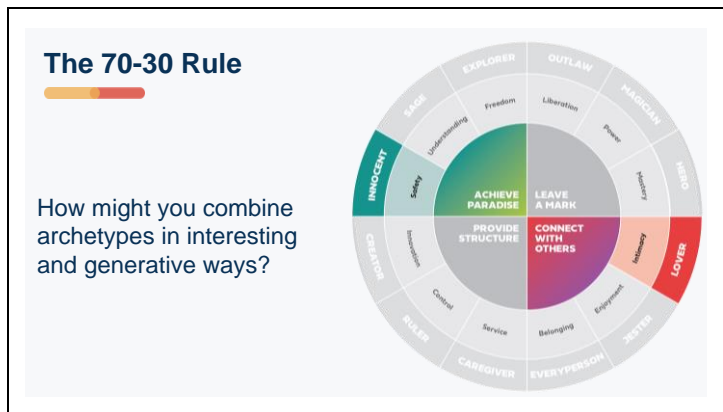 The 70-30 Rule
How might you combine
archetypes in interesting
and generative ways?
EXPLORER
OUTLAW
SAGE
MAGICIAN
Freedom
Liberation
Understanding
Power
INNOCENT
Safety
Mastery
HERO
ACHIEVE
PARADISE
LEAVE
A MARK
PROVIDE
STRUCTURE
CONNECT
WITH
OTHERS
CREATOR
Innovation
Intimacy
LOVER
Control
Enjoyment
RULER
Service
Belonging
JESTER
CAREGIVER
EVERYPERSON